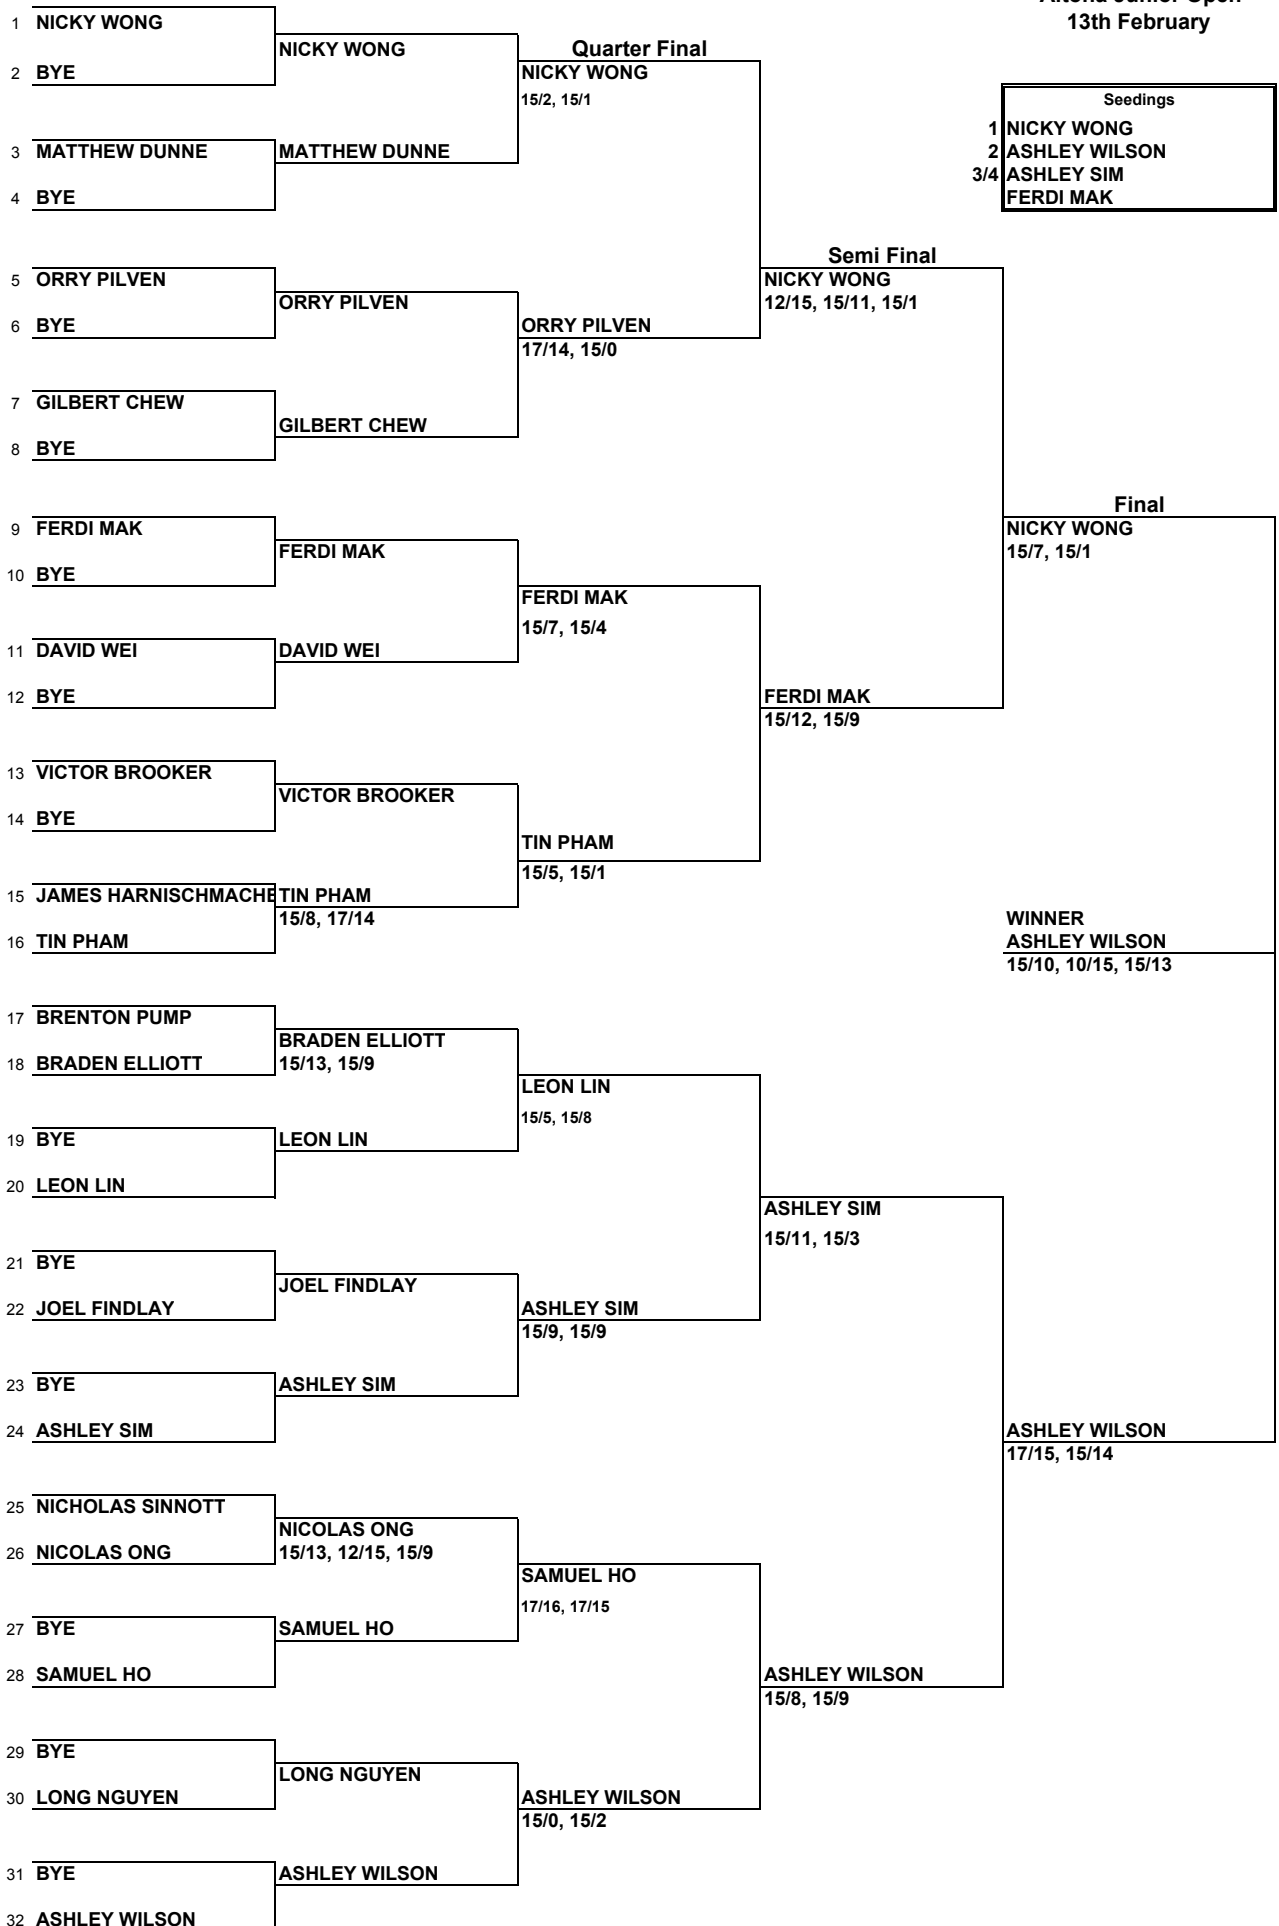 Altona Junior Open
13th February
Seedings
1 NICKY WONG
2 ASHLEY WILSON
3/4 ASHLEY SIM
FERDI MAK
1 NICKY WONG
2 BYE
3 MATTHEW DUNNE
4 BYE
5 ORRY PILVEN
6 BYE
7 GILBERT CHEW
8 BYE
9 FERDI MAK
10 BYE
11 DAVID WEI
12 BYE
13 VICTOR BROOKER
14 BYE
15 JAMES HARNISCHMACHE
16 TIN PHAM
17 BRENTON PUMP
18 BRADEN ELLIOTT
19 BYE
20 LEON LIN
21 BYE
22 JOEL FINDLAY
23 BYE
24 ASHLEY SIM
25 NICHOLAS SINNOTT
26 NICOLAS ONG
27 BYE
28 SAMUEL HO
29 BYE
30 LONG NGUYEN
31 BYE
32 ASHLEY WILSON
NICKY WONG
MATTHEW DUNNE
ORRY PILVEN
GILBERT CHEW
FERDI MAK
DAVID WEI
VICTOR BROOKER
TIN PHAM
15/8, 17/14
BRADEN ELLIOTT
15/13, 15/9
LEON LIN
JOEL FINDLAY
ASHLEY SIM
NICOLAS ONG
15/13, 12/15, 15/9
SAMUEL HO
LONG NGUYEN
ASHLEY WILSON
Quarter Final
NICKY WONG
15/2, 15/1
ORRY PILVEN
17/14, 15/0
FERDI MAK
15/7, 15/4
TIN PHAM
15/5, 15/1
LEON LIN
15/5, 15/8
ASHLEY SIM
15/9, 15/9
SAMUEL HO
17/16, 17/15
ASHLEY WILSON
15/0, 15/2
Semi Final
NICKY WONG
12/15, 15/11, 15/1
FERDI MAK
15/12, 15/9
ASHLEY SIM
15/11, 15/3
ASHLEY WILSON
15/8, 15/9
Final
NICKY WONG
15/7, 15/1
WINNER
ASHLEY WILSON
15/10, 10/15, 15/13
ASHLEY WILSON
17/15, 15/14